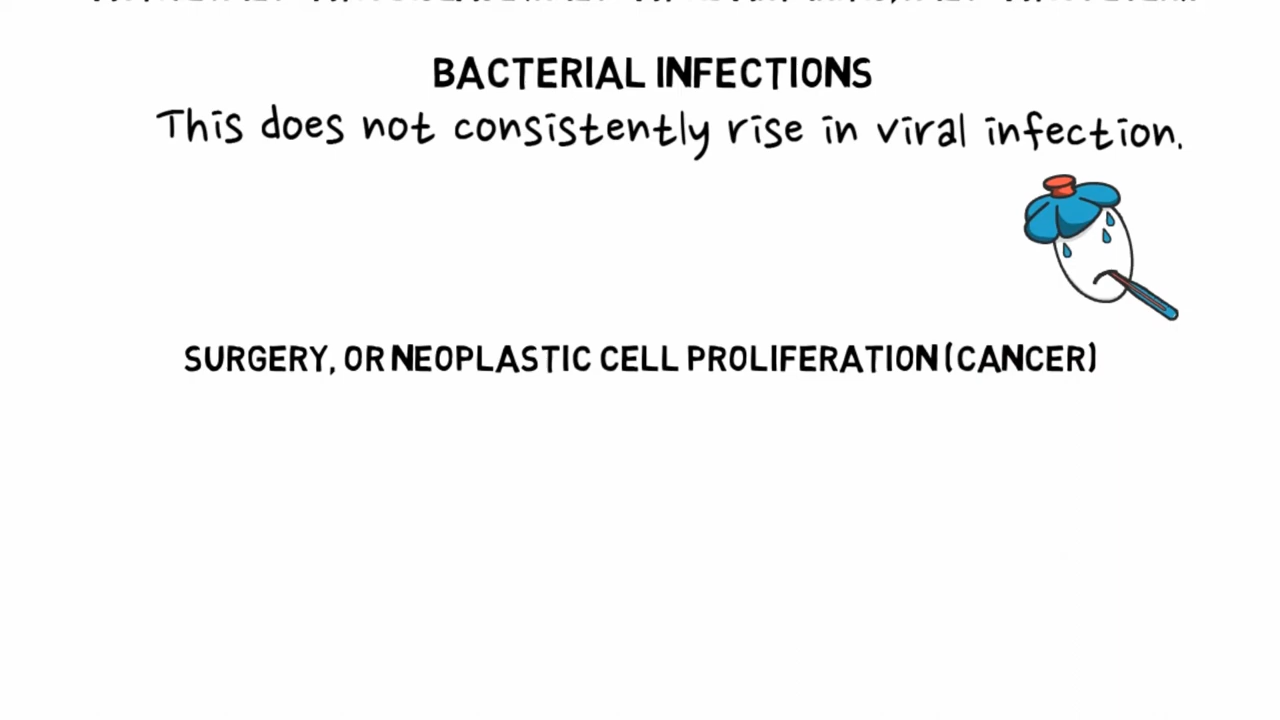 BACTERIAL INFECTIONS
This does not consistently rise in viral infection.
SURGERY, OR NEOPLASTIC CELL PROLIFERATION (CANCER)